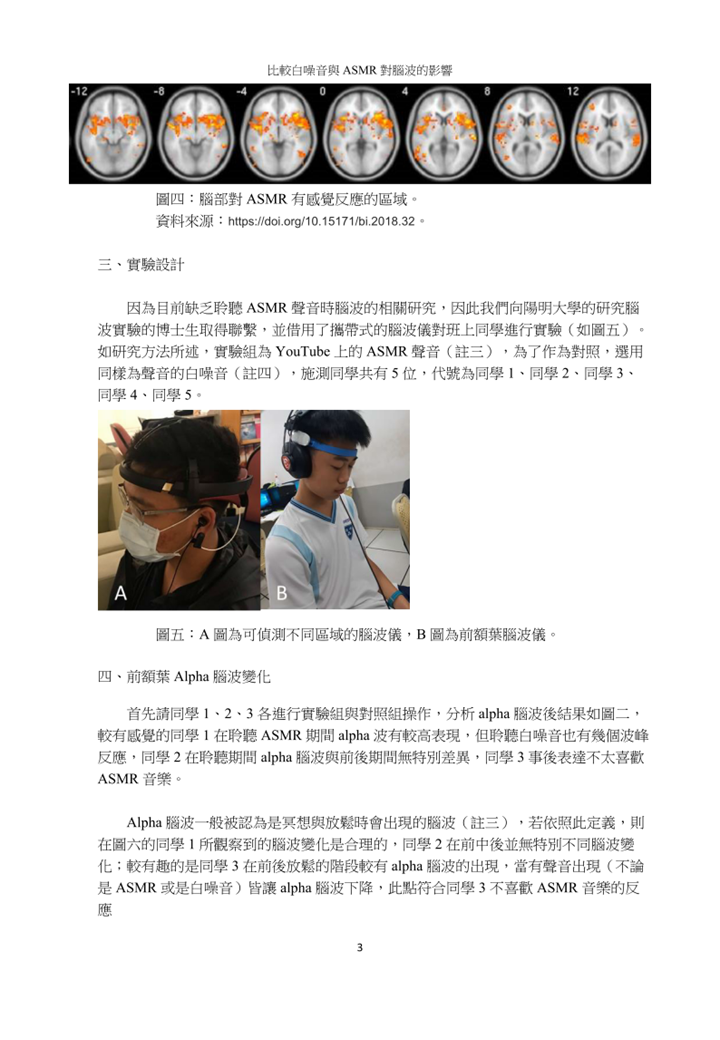 比較白噪音與 ASMR 對腦波的影響
-12 -8 -4 0 4 8 12
圖四：腦部對 ASMR 有感覺反應的區域。
資料來源：https://doi.org/10.15171/bi.2018.32。
三、實驗設計
因為目前缺乏聆聽 ASMR 聲音時腦波的相關研究，因此我們向陽明大學的研究腦
波實驗的博士生取得聯繫，並借用了攜帶式的腦波儀對班上同學進行實驗（如圖五）。
如研究方法所述，實驗組為 YouTube 上的 ASMR 聲音（註三），為了作為對照，選用
同樣為聲音的白噪音（註四），施測同學共有 5 位，代號為同學 1、同學 2、同學 3、
同學 4、同學 5。
A B
圖五：A 圖為可偵測不同區域的腦波儀，B 圖為前額葉腦波儀。
四、前額葉 Alpha 腦波變化
首先請同學 1、2、3 各進行實驗組與對照組操作，分析 alpha 腦波後結果如圖二，
較有感覺的同學 1 在聆聽 ASMR 期間 alpha 波有較高表現，但聆聽白噪音也有幾個波峰
反應，同學 2 在聆聽期間 alpha 腦波與前後期間無特別差異，同學 3 事後表達不太喜歡
ASMR 音樂。
Alpha 腦波一般被認為是冥想與放鬆時會出現的腦波（註三），若依照此定義，則
在圖六的同學 1 所觀察到的腦波變化是合理的，同學 2 在前中後並無特別不同腦波變
化；較有趣的是同學 3 在前後放鬆的階段較有 alpha 腦波的出現，當有聲音出現（不論
是 ASMR 或是白噪音）皆讓 alpha 腦波下降，此點符合同學 3 不喜歡 ASMR 音樂的反
應
3